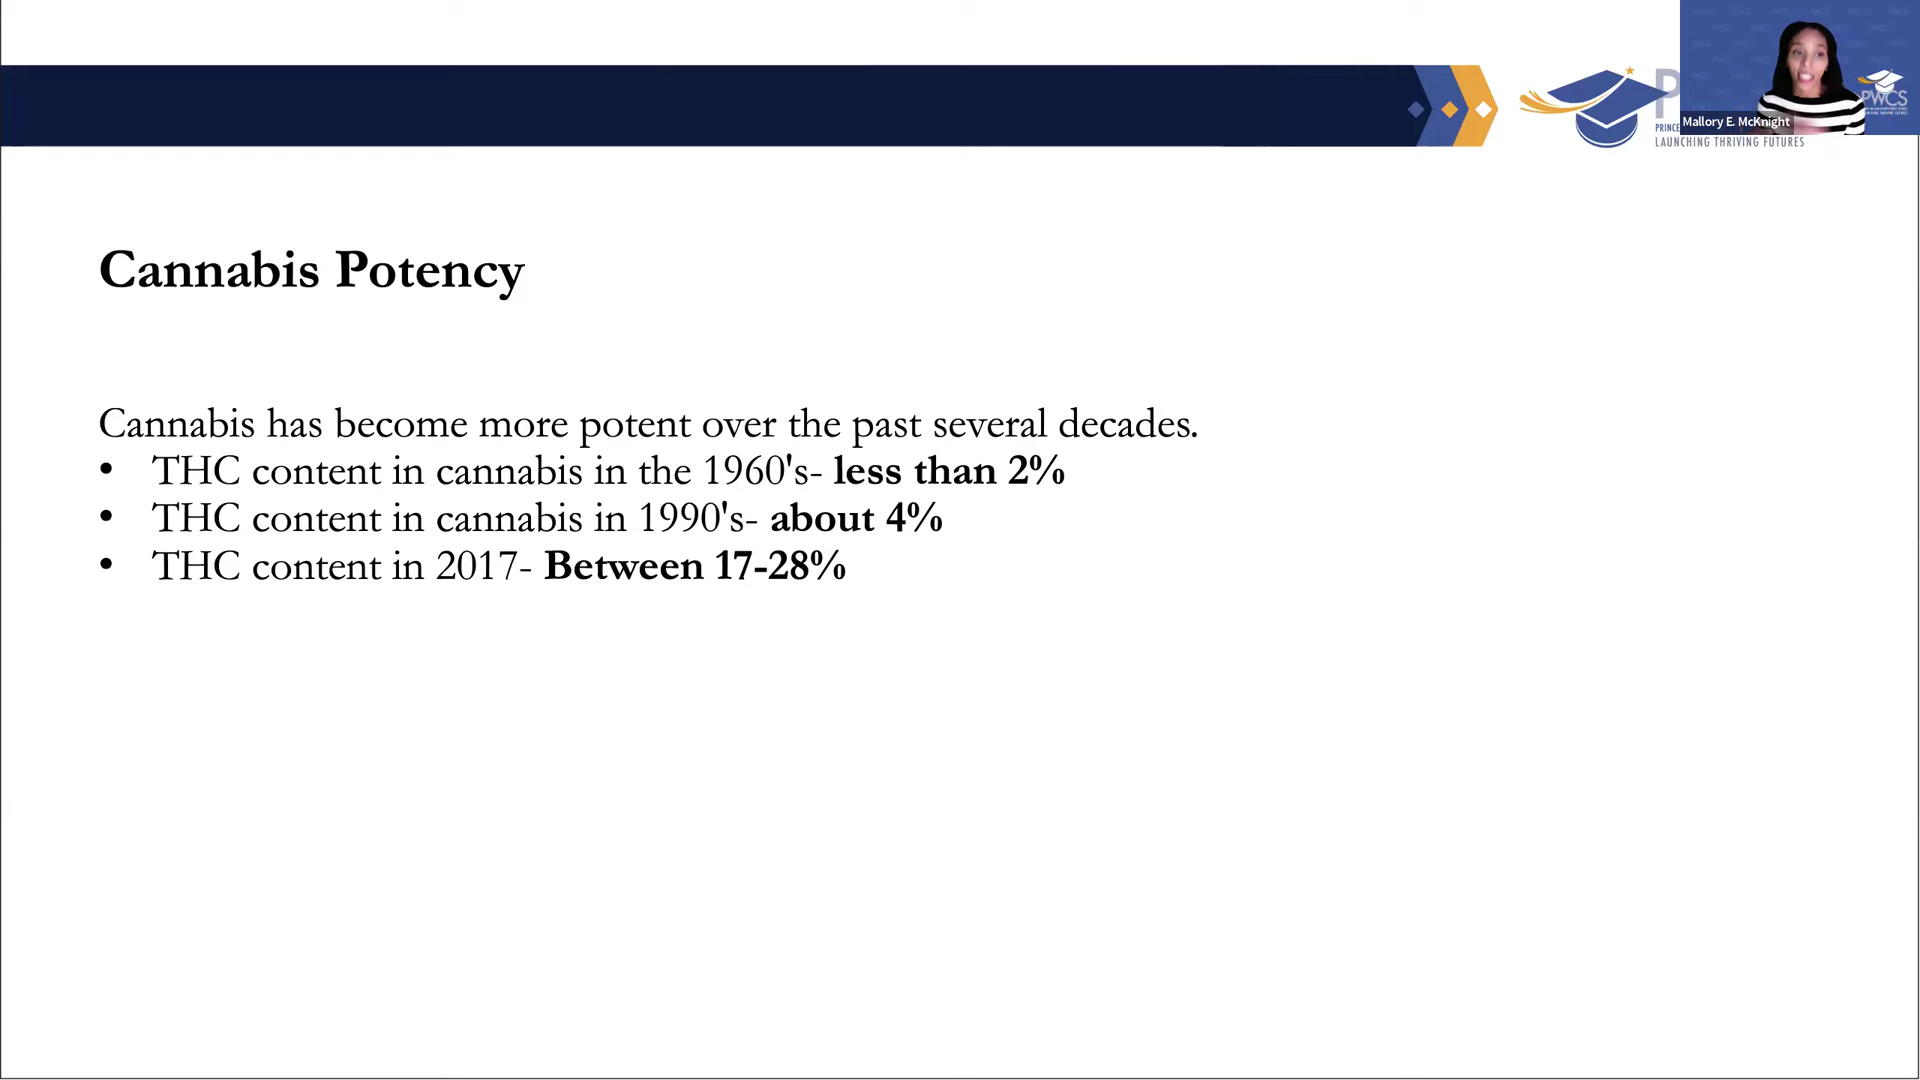 PRINCE
LAUNCHING THRIVING FUTURES
PWCS
Mallory E. McKnight
Cannabis Potency
Cannabis has become more potent over the past several decades.
• THC content in cannabis in the 1960's- less than 2%
• THC content in cannabis in 1990's- about 4%
• THC content in 2017- Between 17-28%